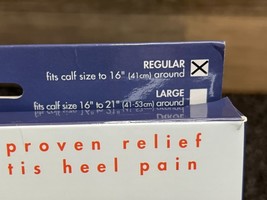 REGULAR
fits calf size to 16" (41cm) around
LARGE
fits calf size 16" to 21" (41-53cm) around
proven relief
tis heel pain